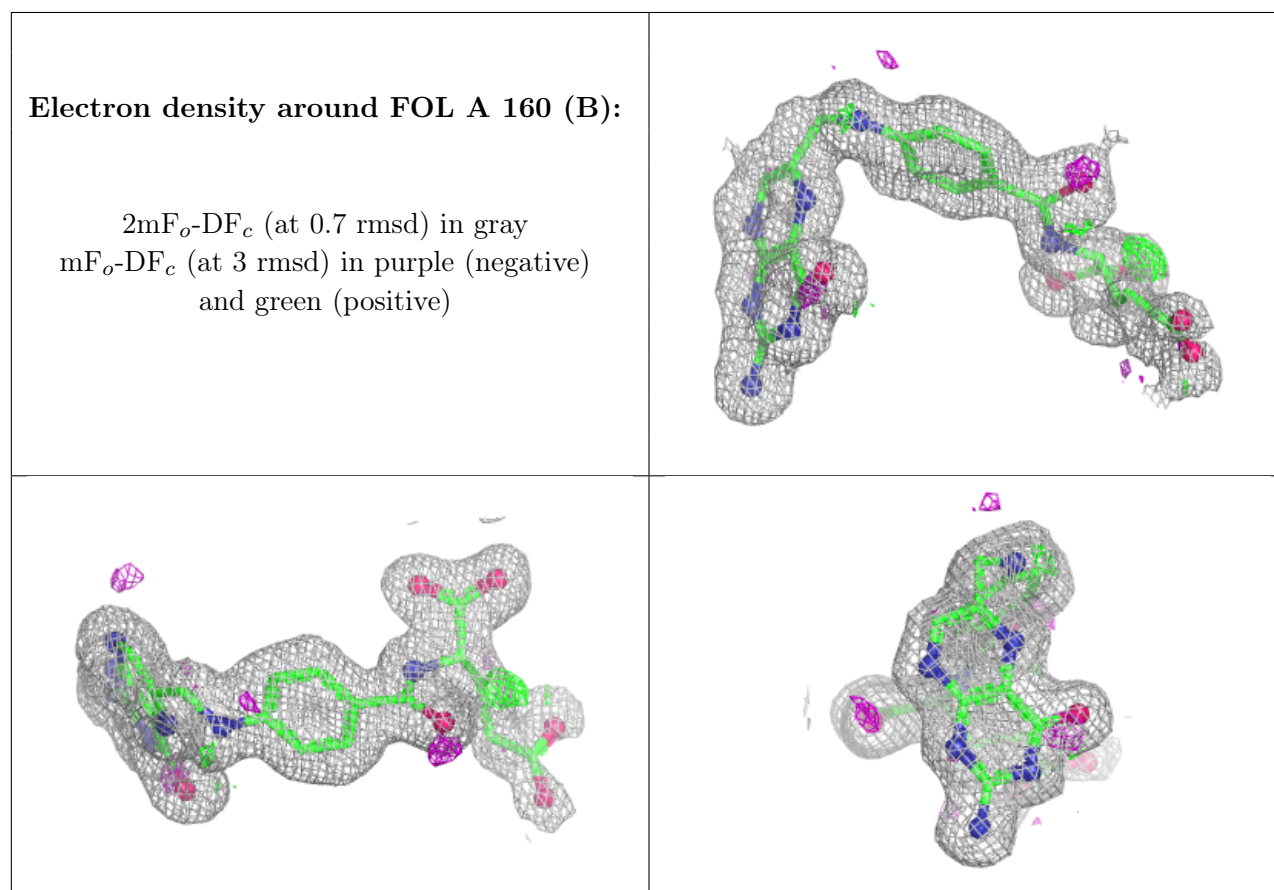 Electron density around FOL A 160 (B):
2mFo-DFc (at 0.7 rmsd) in gray
mFo-DFc (at 3 rmsd) in purple (negative)
and green (positive)